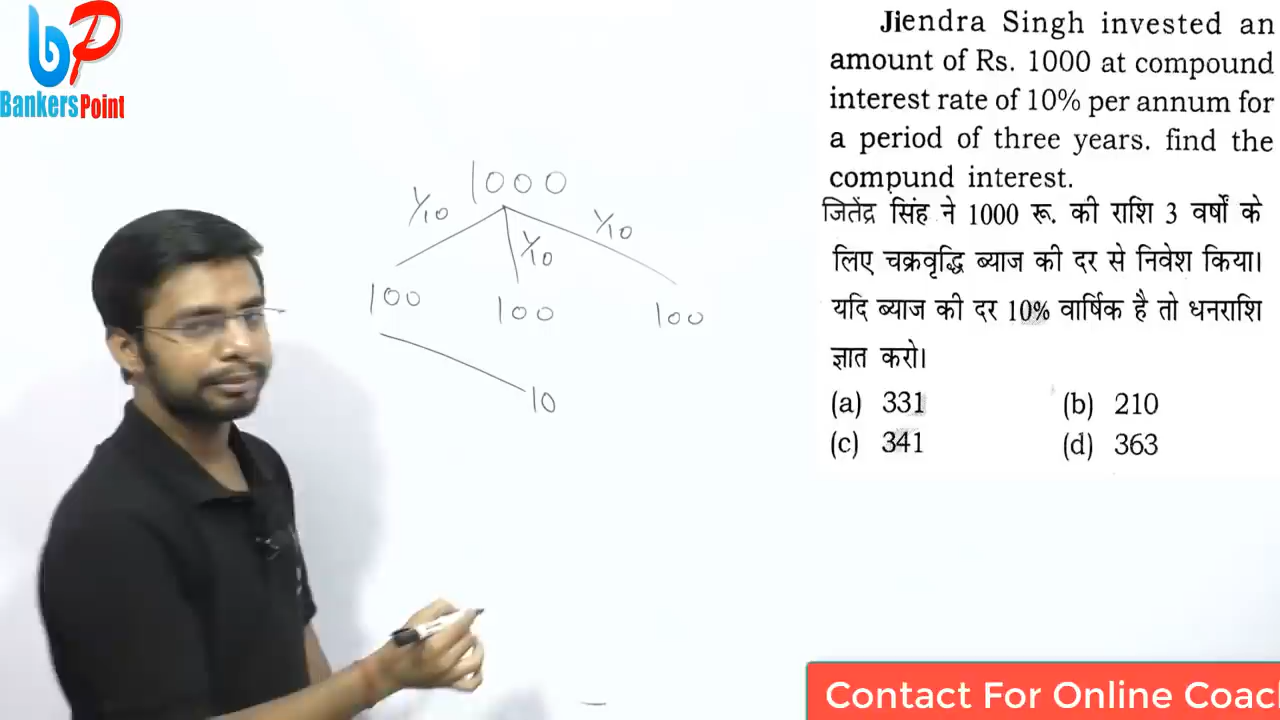 BankersPoint
Jiendra Singh invested an
amount of Rs. 1000 at compound
interest rate of 10% per annum for
a period of three years. find the
compund interest.
जितेंद्र सिंह ने 1000 रू. की राशि 3 वर्षों के
लिए चक्रवृद्धि ब्याज की दर से निवेश किया।
यदि ब्याज की दर 10% वार्षिक है तो धनराशि
ज्ञात करो।
(a) 331 (b) 210
(c) 341 (d) 363
1000
1/10 1/10 1/10
100 100 100
10
Contact For Online Coac